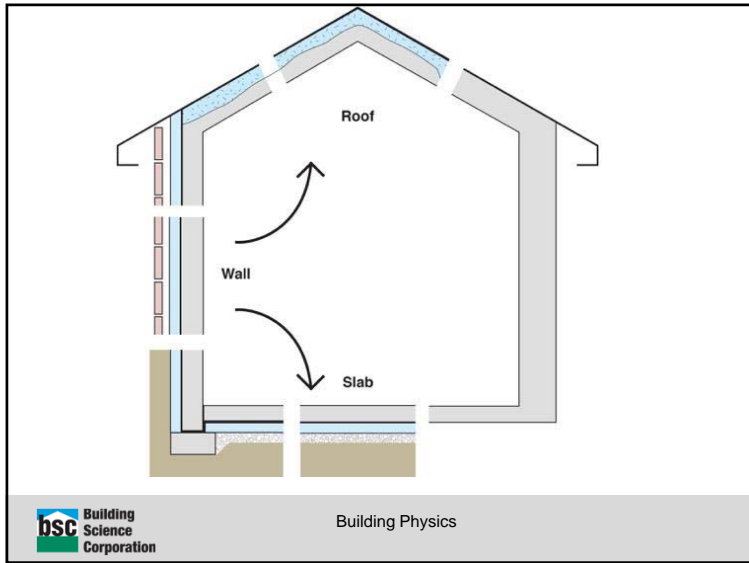 Roof
Wall
Slab
bsc
Building
Science
Corporation
Building Physics